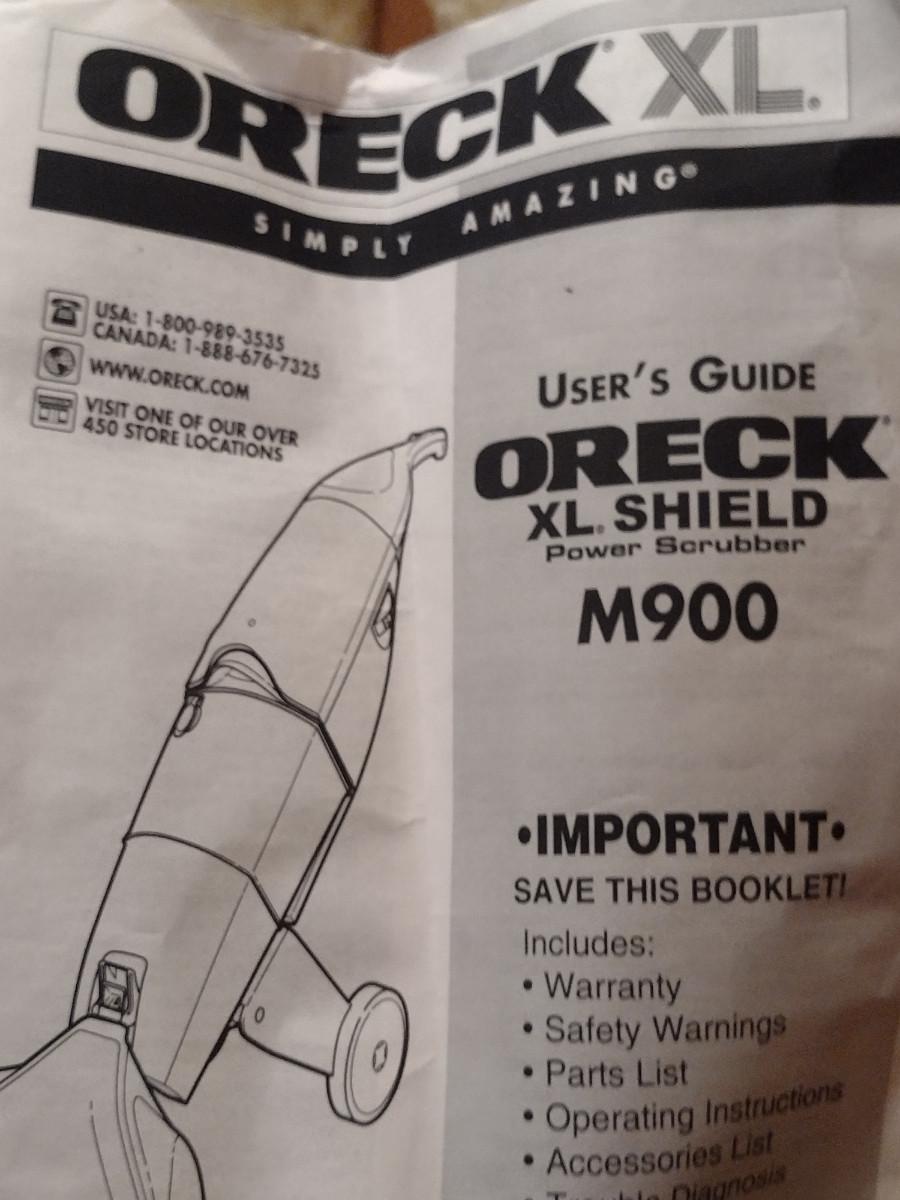 ORECK® XL®
SIMPLY AMAZING®
USA: 1-800-989-3535
CANADA: 1-888-676-7325
WWW.ORECK.COM
VISIT ONE OF OUR OVER
450 STORE LOCATIONS
USER'S GUIDE
ORECK®
XL® SHIELD
Power Scrubber
M900
•IMPORTANT•
SAVE THIS BOOKLET!
Includes:
• Warranty
• Safety Warnings
• Parts List
• Operating Instructions
• Accessories List
• Trouble Diagnosis